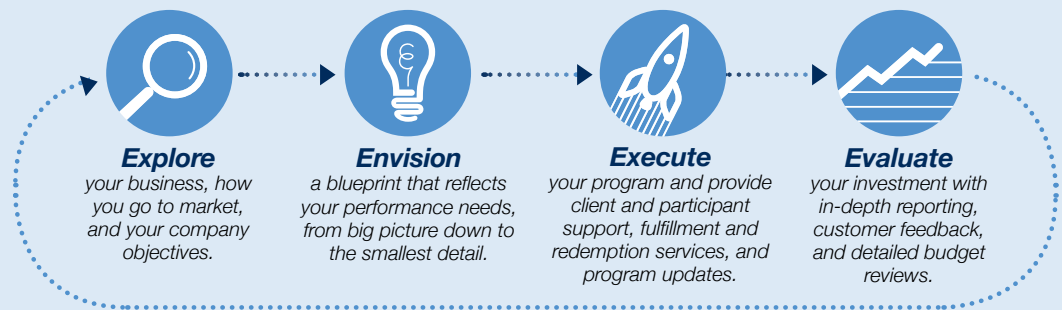 Explore
your business, how
you go to market,
and your company
objectives.
Envision
a blueprint that reflects
your performance needs,
from big picture down to
the smallest detail.
Execute
your program and provide
client and participant
support, fulfillment and
redemption services, and
program updates.
Evaluate
your investment with
in-depth reporting,
customer feedback,
and detailed budget
reviews.